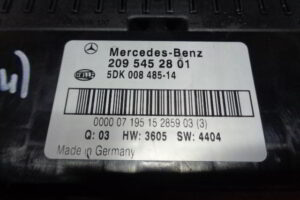 Mercedes-Benz
209 545 28 01
HELLA
5DK 008 485-14
0000 07 195 15 2859 03 (3)
Q: 03 HW: 3605 SW: 4404
Made in Germany